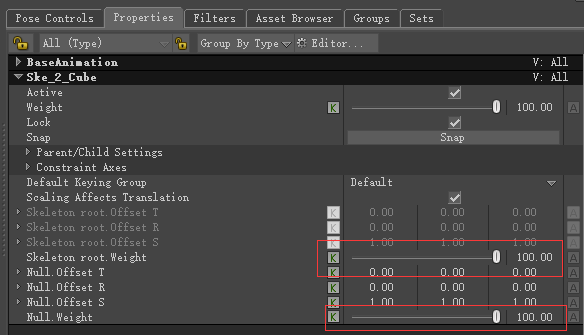 Pose Controls Properties Filters Asset Browser Groups Sets
All (Type) Group By Type Editor...
BaseAnimation V: All
Ske_2_Cube V: All
Active
Weight K 100.00 A
Lock
Snap Snap
Parent/Child Settings
Constraint Axes
Default Keying Group Default
Scaling Affects Translation
Skeleton root.Offset T K 0.00 0.00 0.00 A
Skeleton root.Offset R K 0.00 0.00 0.00 A
Skeleton root.Offset S K 1.00 1.00 1.00 A
Skeleton root.Weight K 100.00 A
Null.Offset T K 0.00 0.00 0.00 A
Null.Offset R K 0.00 0.00 0.00 A
Null.Offset S K 1.00 1.00 1.00 A
Null.Weight K 100.00 A